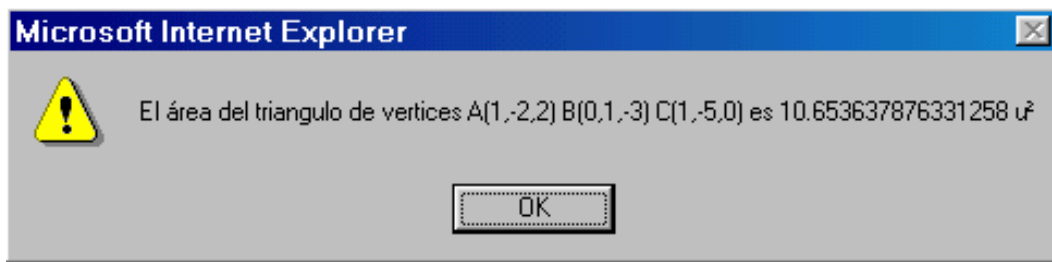 Microsoft Internet Explorer
El área del triangulo de vertices A(1,-2,2) B(0,1,-3) C(1,-5,0) es 10.653637876331258 u²
OK